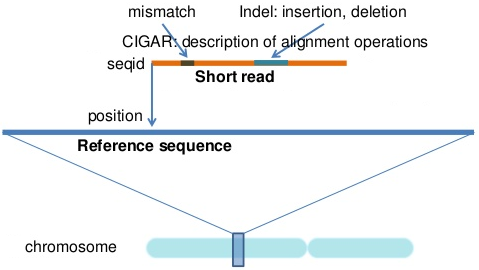 mismatch
Indel: insertion, deletion
CIGAR: description of alignment operations
seqid
Short read
position
Reference sequence
chromosome